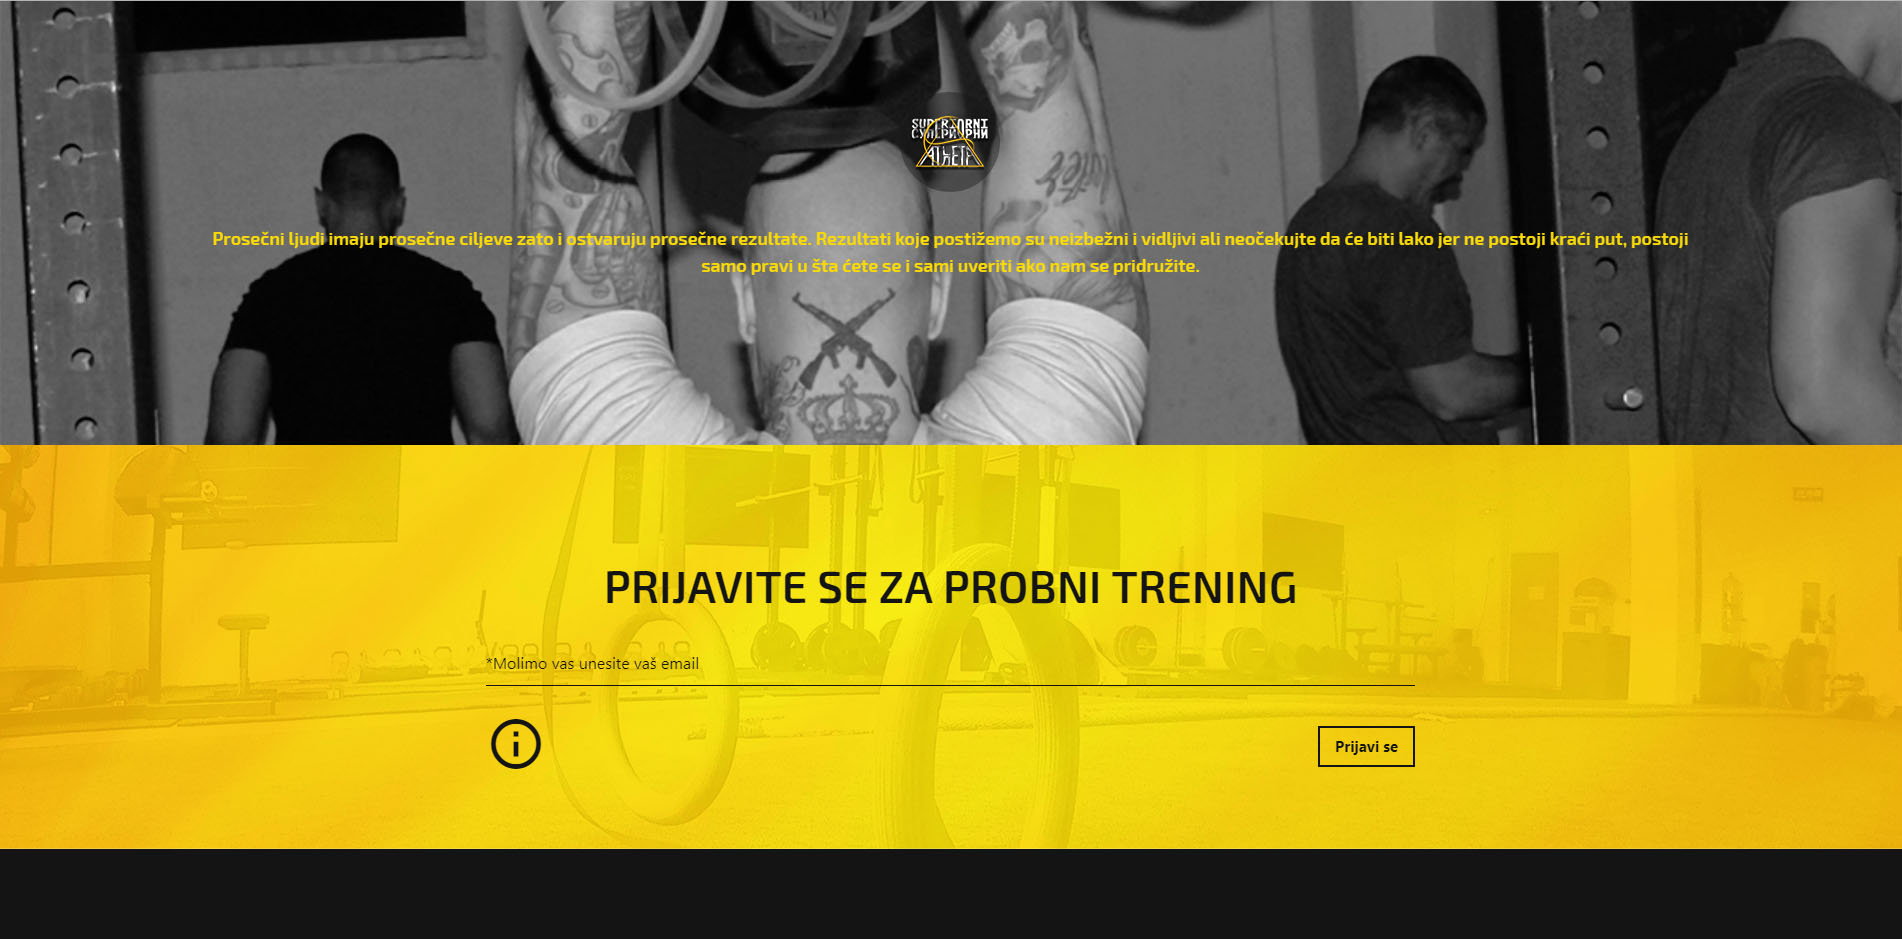 SUPERIORNI
СУПЕРИОРНИ
Prosečni ljudi imaju prosečne ciljeve zato i ostvaruju prosečne rezultate. Rezultati koje postižemo su neizbežni i vidljivi ali neočekujte da će biti lako jer ne postoji kraći put, postoji
samo pravi u šta ćete se i sami uveriti ako nam se pridružite.
PRIJAVITE SE ZA PROBNI TRENING
*Molimo vas unesite vaš email
Prijavi se